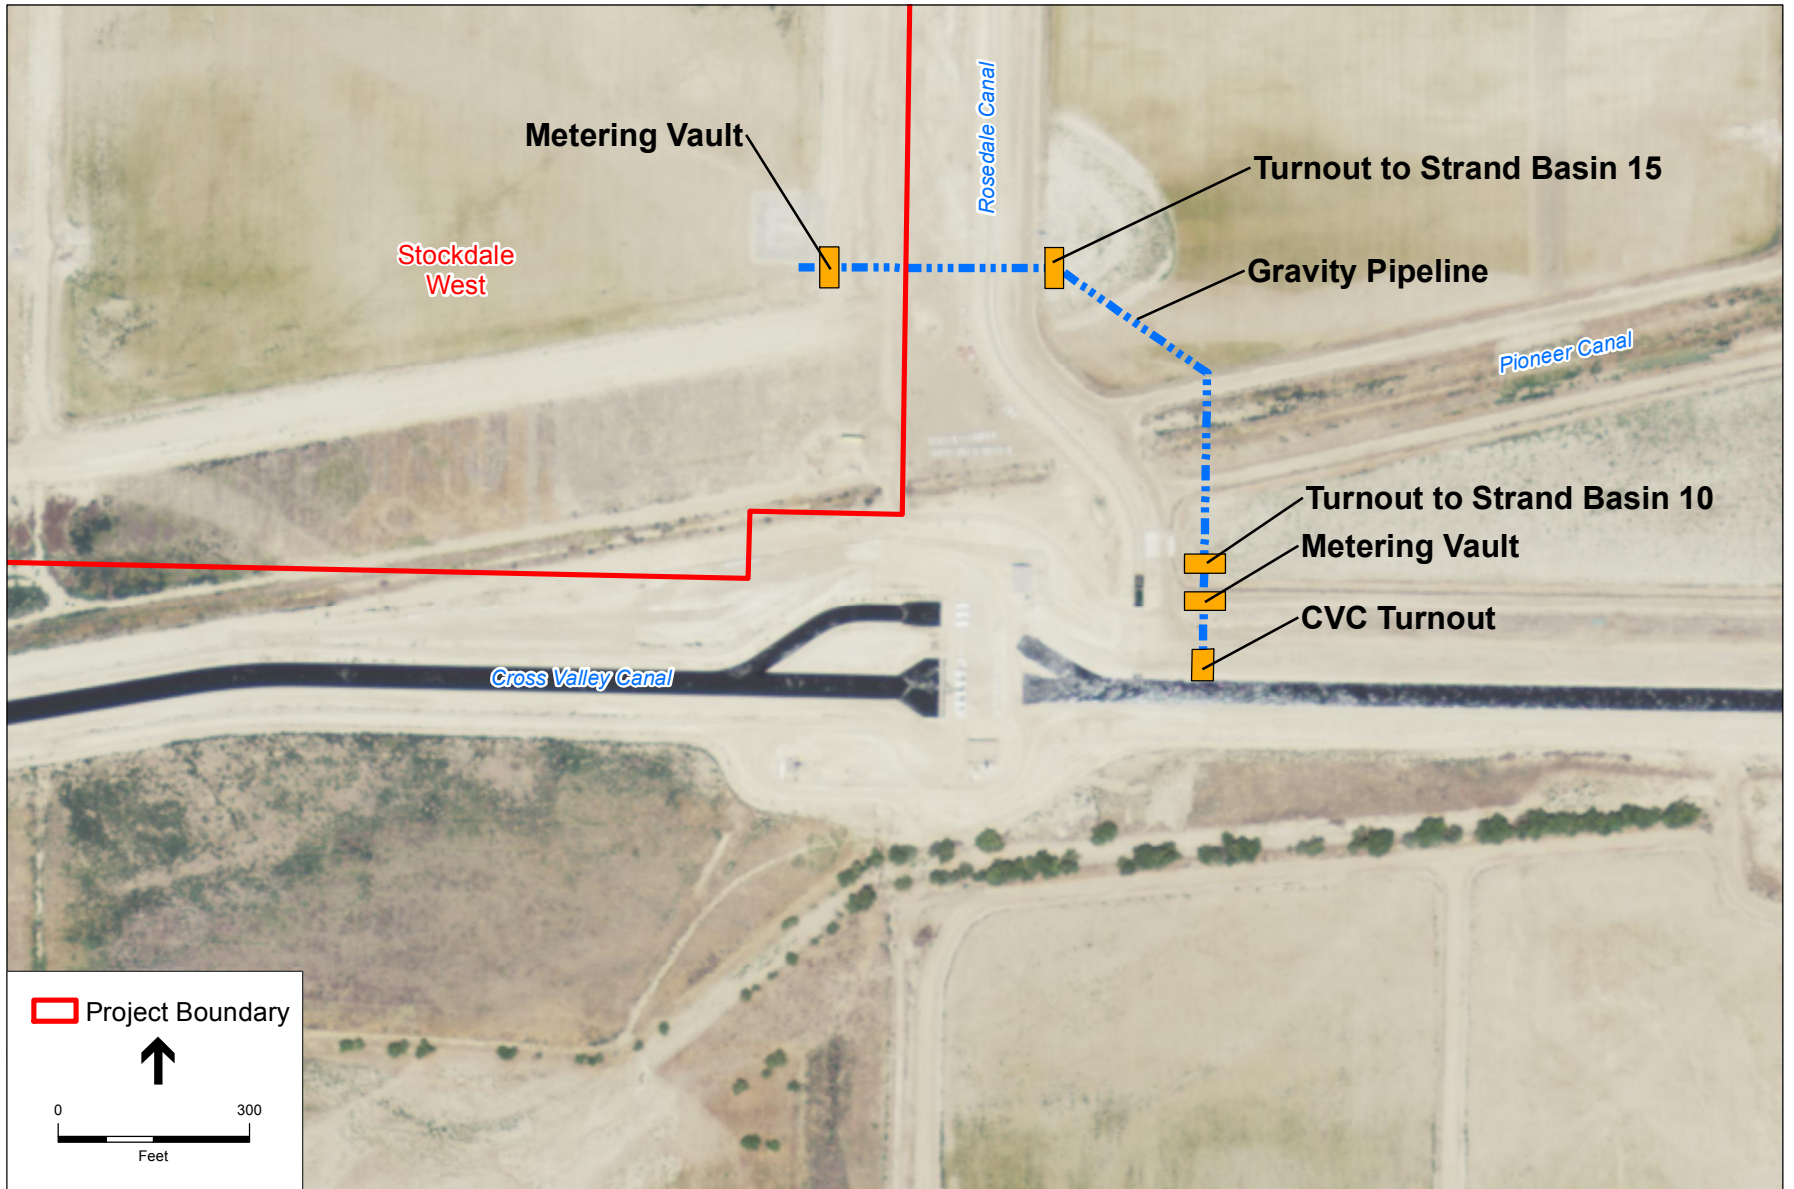 Rosedale Canal
Metering Vault
Turnout to Strand Basin 15
Stockdale
West
Gravity Pipeline
Pioneer Canal
Turnout to Strand Basin 10
Metering Vault
CVC Turnout
Cross Valley Canal
Project Boundary
0 300
Feet